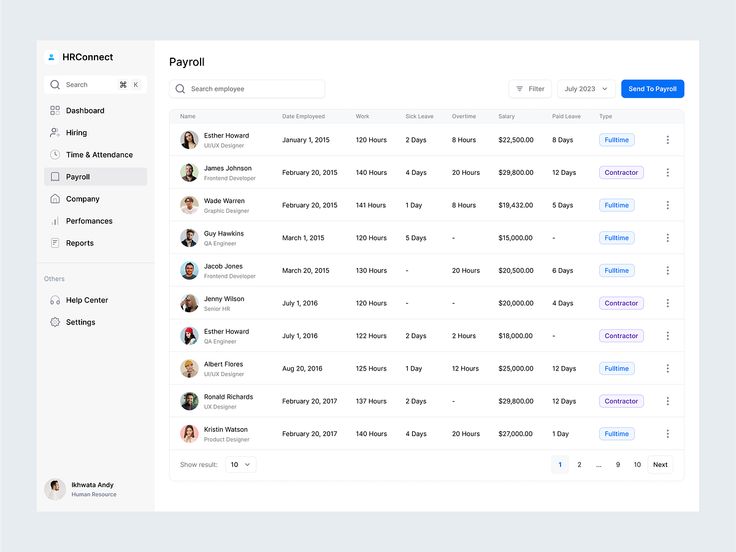 HRConnect
Search ⌘ K
Dashboard
Hiring
Time & Attendance
Payroll
Company
Perfomances
Reports
Others
Help Center
Settings
Ikhwata Andy
Human Resource
Payroll
Search employee
Filter
July 2023
Send To Payroll
Name Date Employeed Work Sick Leave Overtime Salary Paid Leave Type
Esther Howard
UI/UX Designer
January 1, 2015 120 Hours 2 Days 8 Hours $22,500.00 8 Days Fulltime
James Johnson
Frontend Developer
February 20, 2015 140 Hours 4 Days 20 Hours $29,800.00 12 Days Contractor
Wade Warren
Graphic Designer
February 20, 2015 141 Hours 1 Day 8 Hours $19,432.00 5 Days Fulltime
Guy Hawkins
QA Engineer
March 1, 2015 120 Hours 5 Days - $15,000.00 - Fulltime
Jacob Jones
Frontend Developer
March 20, 2015 130 Hours - 20 Hours $20,500.00 6 Days Fulltime
Jenny Wilson
Senior HR
July 1, 2016 120 Hours - - $20,000.00 4 Days Contractor
Esther Howard
QA Engineer
July 1, 2016 122 Hours 2 Days 2 Hours $18,000.00 - Contractor
Albert Flores
UI/UX Designer
Aug 20, 2016 125 Hours 1 Day 12 Hours $25,000.00 12 Days Fulltime
Ronald Richards
UX Designer
February 20, 2017 137 Hours 2 Days - $29,800.00 12 Days Contractor
Kristin Watson
Product Designer
February 20, 2017 140 Hours 4 Days 20 Hours $27,000.00 1 Day Fulltime
Show result: 10
1 2 ... 9 10 Next